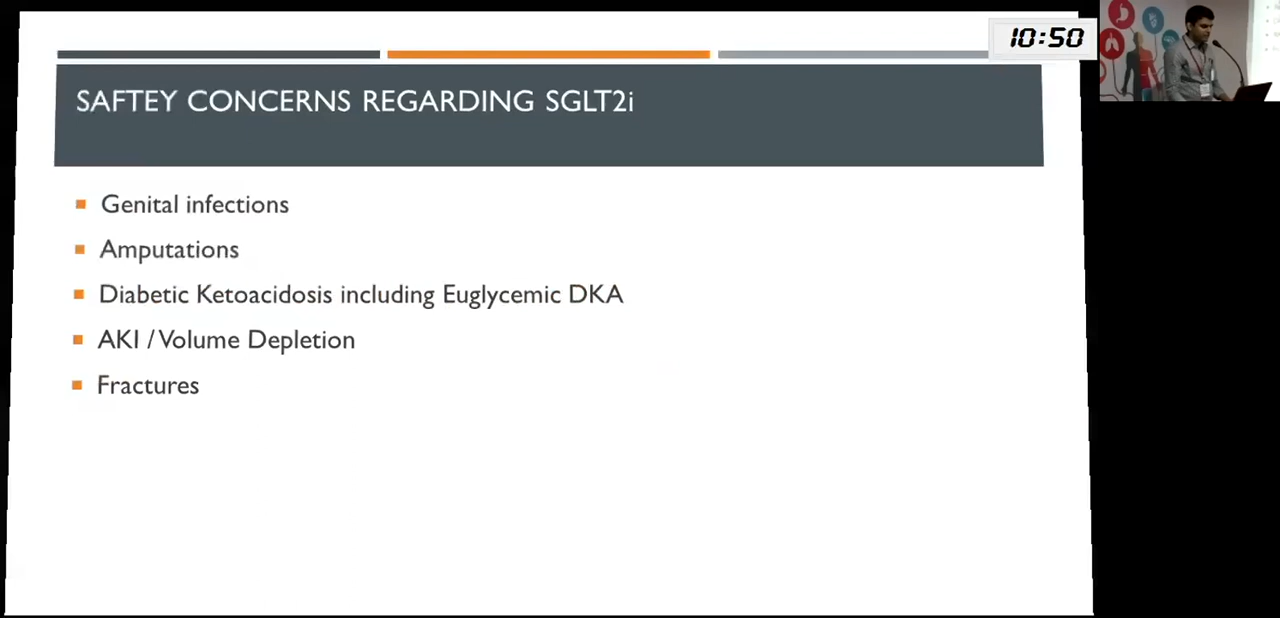 10:50
SAFTEY CONCERNS REGARDING SGLT2i
Genital infections
Amputations
Diabetic Ketoacidosis including Euglycemic DKA
AKI / Volume Depletion
Fractures